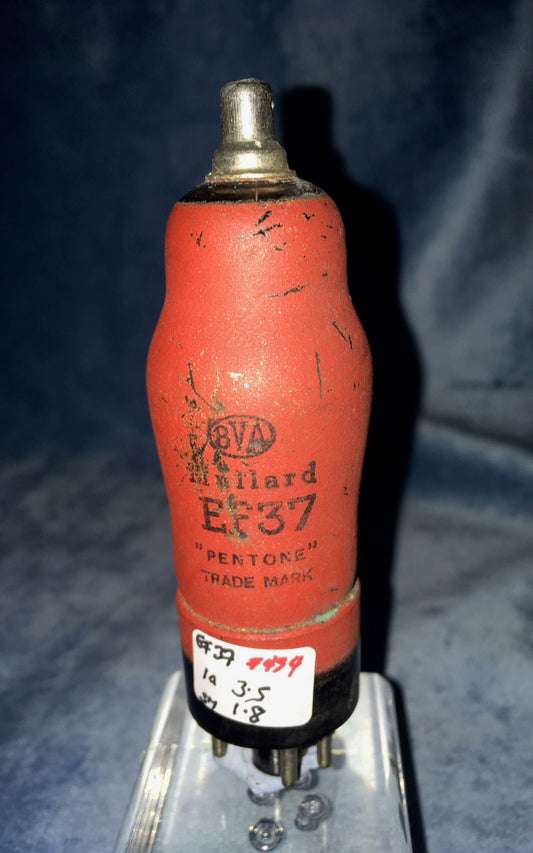 BVA
Mullard
EF37
"PENTONE"
TRADE MARK
EF37
Ia 3.5
1.8